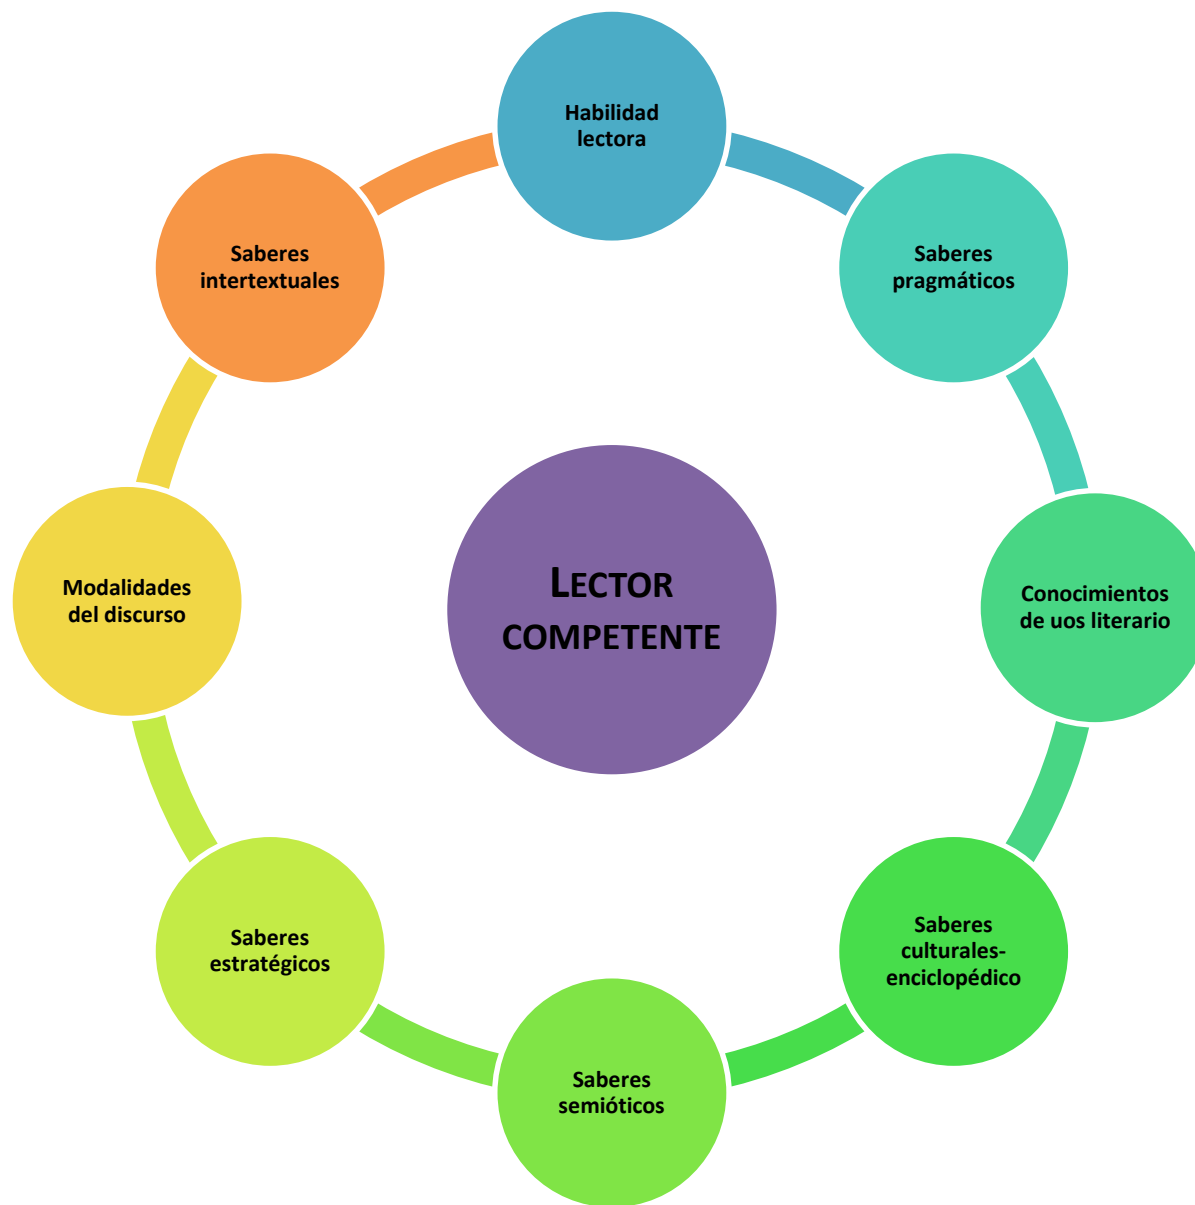 Habilidad
lectora
Saberes
pragmáticos
Conocimientos
de uos literario
Saberes
culturales-
enciclopédico
Saberes
semióticos
Saberes
estratégicos
Modalidades
del discurso
Saberes
intertextuales
LECTOR
COMPETENTE